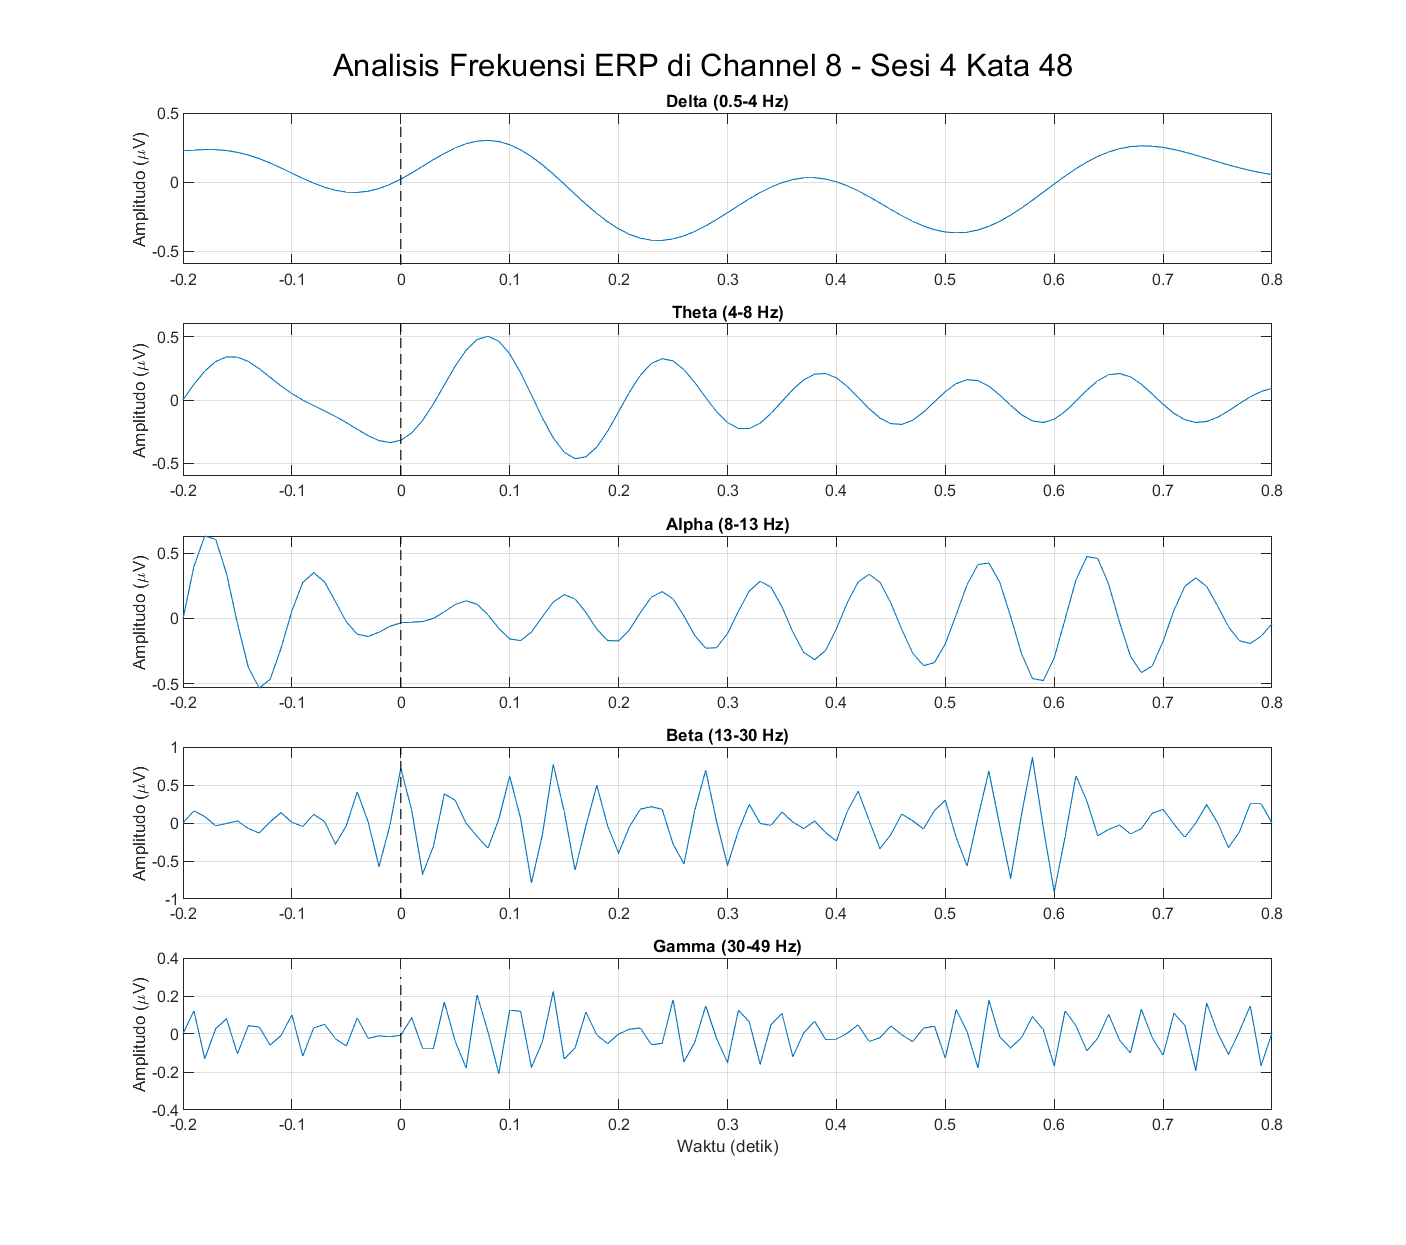 Analisis Frekuensi ERP di Channel 8 - Sesi 4 Kata 48
Delta (0.5-4 Hz)
Amplitudo (μV)
0.5
0
-0.5
-0.2 -0.1 0 0.1 0.2 0.3 0.4 0.5 0.6 0.7 0.8
Theta (4-8 Hz)
Amplitudo (μV)
0.5
0
-0.5
-0.2 -0.1 0 0.1 0.2 0.3 0.4 0.5 0.6 0.7 0.8
Alpha (8-13 Hz)
Amplitudo (μV)
0.5
0
-0.5
-0.2 -0.1 0 0.1 0.2 0.3 0.4 0.5 0.6 0.7 0.8
Beta (13-30 Hz)
Amplitudo (μV)
1
0.5
0
-0.5
-1
-0.2 -0.1 0 0.1 0.2 0.3 0.4 0.5 0.6 0.7 0.8
Gamma (30-49 Hz)
Amplitudo (μV)
0.4
0.2
0
-0.2
-0.4
-0.2 -0.1 0 0.1 0.2 0.3 0.4 0.5 0.6 0.7 0.8
Waktu (detik)